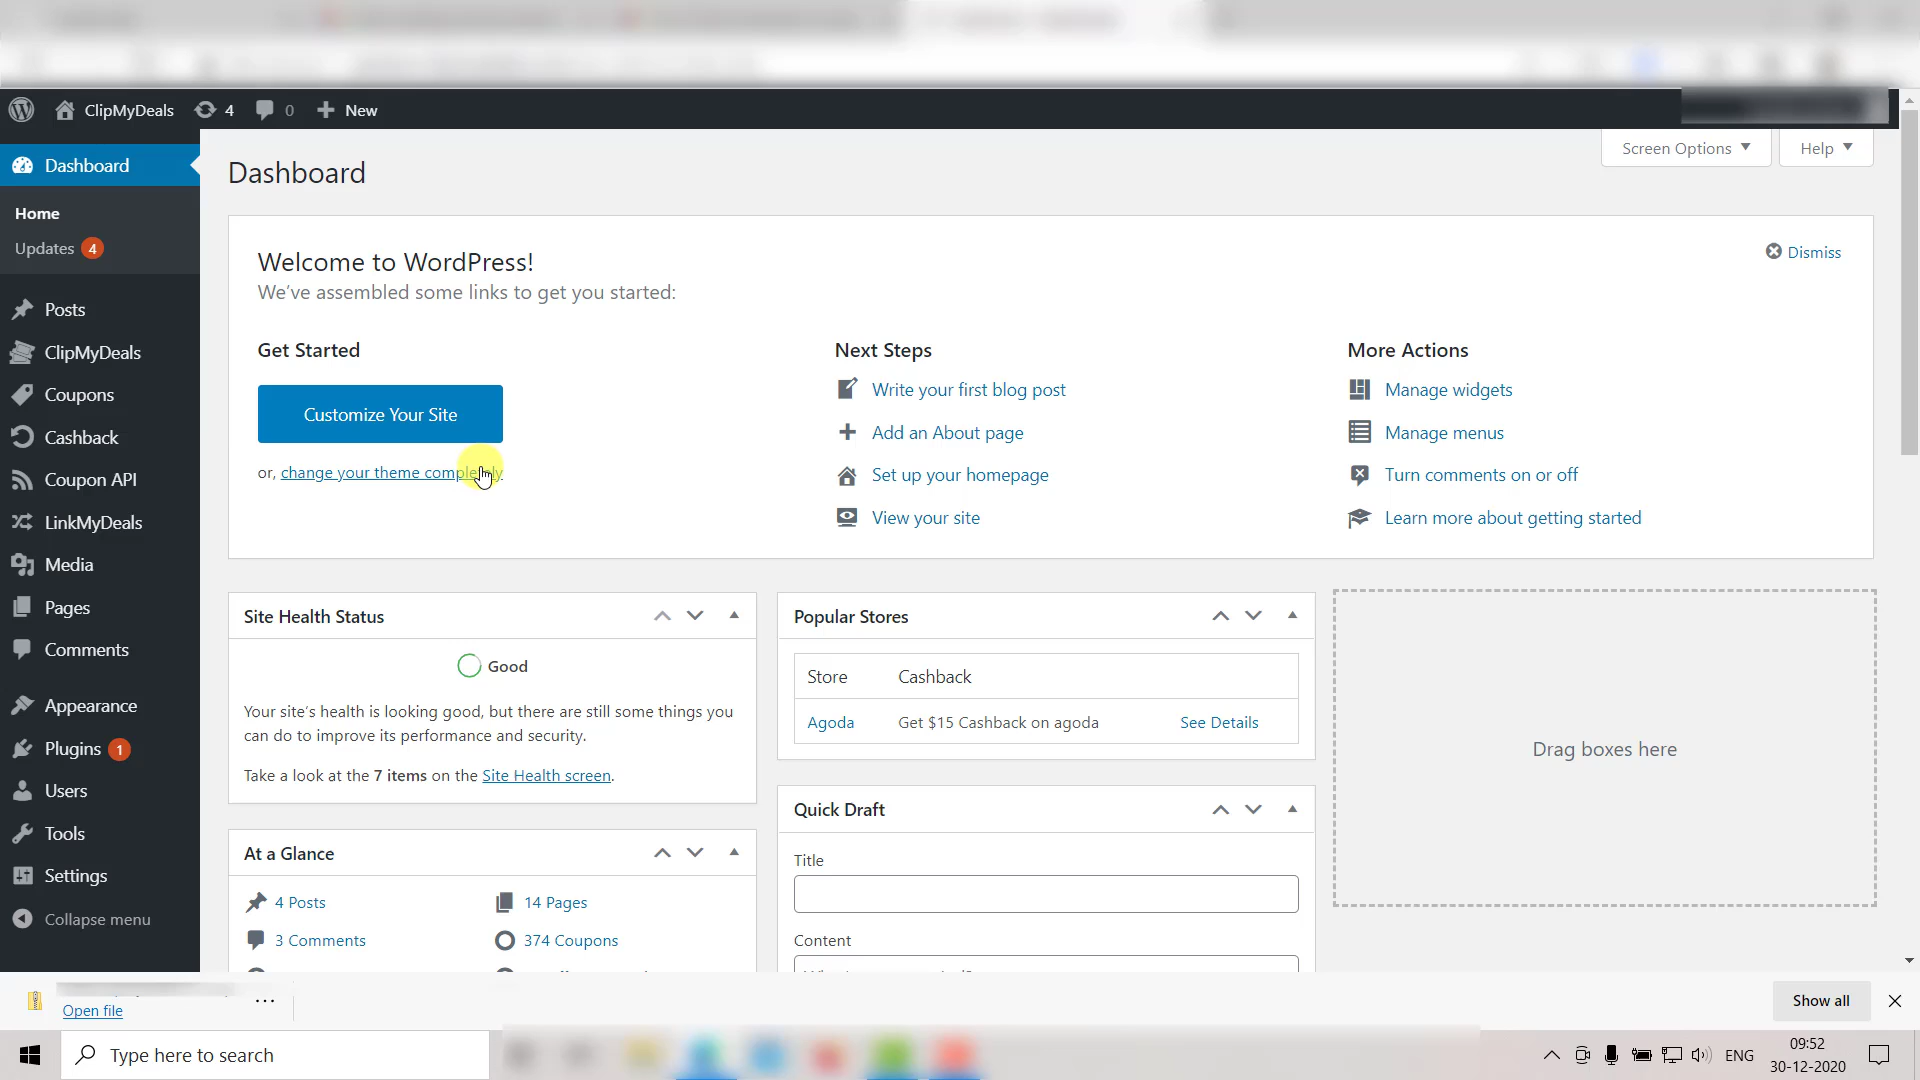 ClipMyDeals 4 0 New
Dashboard
Home
Updates 4
Posts
ClipMyDeals
Coupons
Cashback
Coupon API
LinkMyDeals
Media
Pages
Comments
Appearance
Plugins 1
Users
Tools
Settings
Collapse menu
Screen Options
Help
Dashboard
Welcome to WordPress!
We've assembled some links to get you started:
Dismiss
Get Started
Customize Your Site
or, change your theme completely
Next Steps
Write your first blog post
Add an About page
Set up your homepage
View your site
More Actions
Manage widgets
Manage menus
Turn comments on or off
Learn more about getting started
Site Health Status
Good
Your site's health is looking good, but there are still some things you
can do to improve its performance and security.
Take a look at the 7 items on the Site Health screen.
At a Glance
4 Posts
14 Pages
3 Comments
374 Coupons
Popular Stores
Store Cashback
Agoda Get $15 Cashback on agoda See Details
Quick Draft
Title
Content
Drag boxes here
Open file
...
Show all
Type here to search
ENG
09:52
30-12-2020